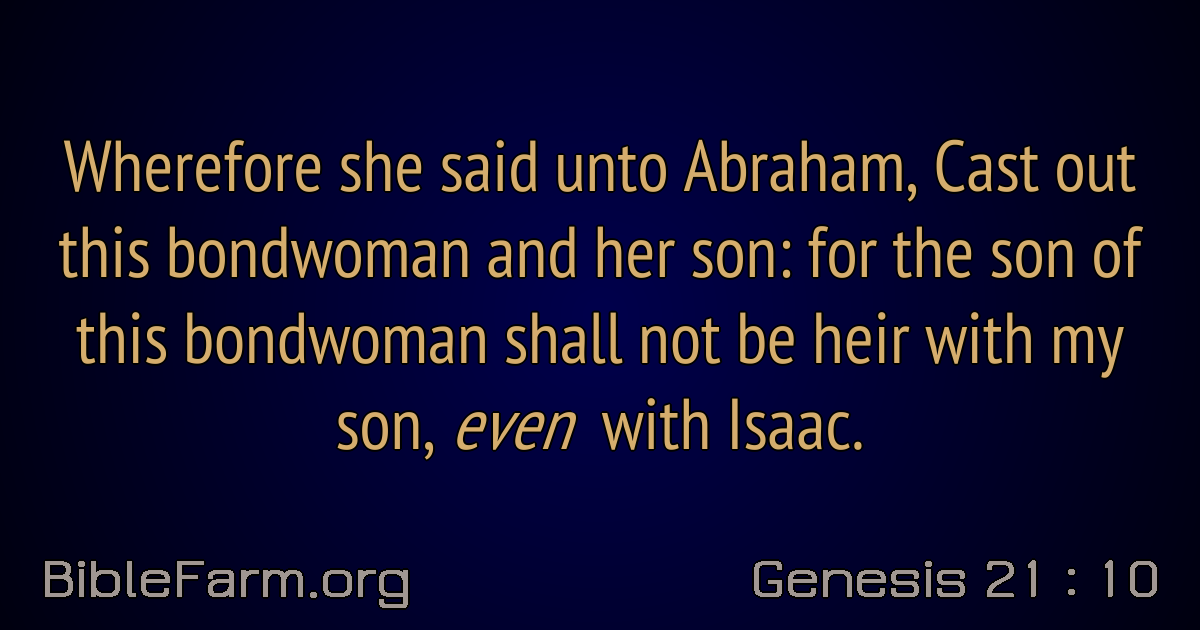 Wherefore she said unto Abraham, Cast out
this bondwoman and her son: for the son of
this bondwoman shall not be heir with my
son, even with Isaac.
BibleFarm.org
Genesis 21 : 10